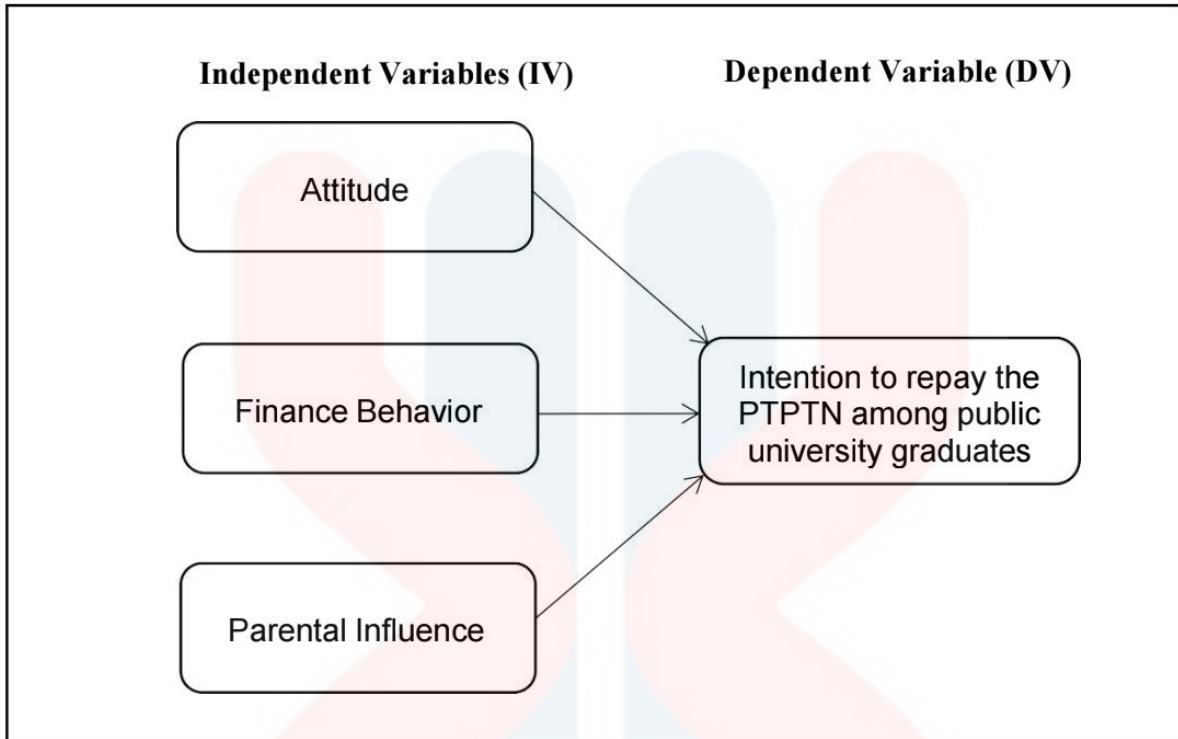 Independent Variables (IV)
Dependent Variable (DV)
Attitude
Finance Behavior
Intention to repay the
PTPTN among public
university graduates
Parental Influence